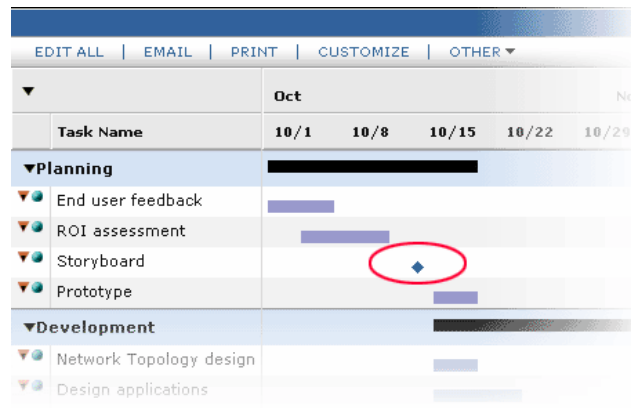 EDIT ALL | EMAIL | PRINT | CUSTOMIZE | OTHER
Oct No
Task Name 10/1 10/8 10/15 10/22 10/29
Planning
End user feedback
ROI assessment
Storyboard
Prototype
Development
Network Topology design
Design applications